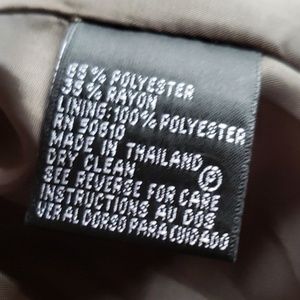 65% POLYESTER
35% RAYON
LINING:100% POLYESTER
RN 50610
MADE IN THAILAND
DRY CLEAN
SEE REVERSE FOR CARE
INSTRUCTIONS AU DOS
VER AL DORSO PARA CUIDADO